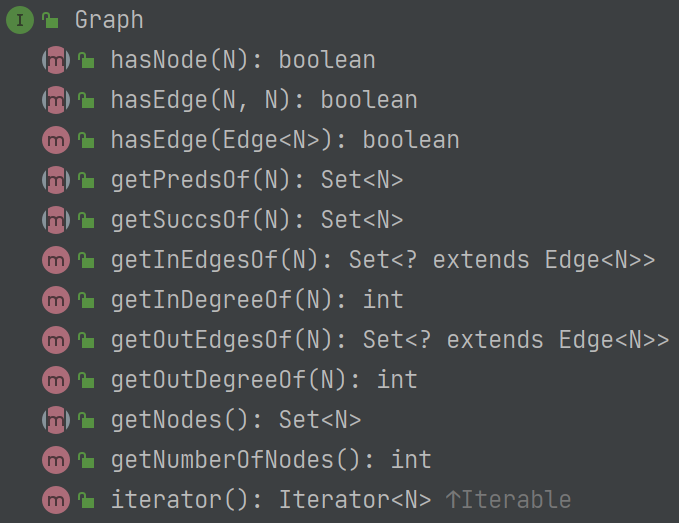 I Graph
m hasNode(N): boolean
m hasEdge(N, N): boolean
m hasEdge(Edge<N>): boolean
m getPredsOf(N): Set<N>
m getSuccsOf(N): Set<N>
m getInEdgesOf(N): Set<? extends Edge<N>>
m getInDegreeOf(N): int
m getOutEdgesOf(N): Set<? extends Edge<N>>
m getOutDegreeOf(N): int
m getNodes(): Set<N>
m getNumberOfNodes(): int
m iterator(): Iterator<N> ↑Iterable